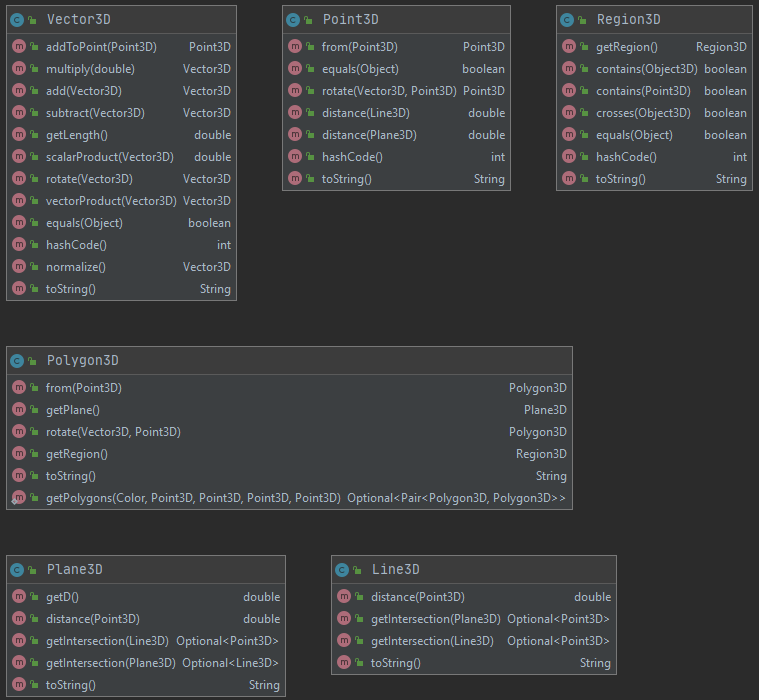 Vector3D
addToPoint(Point3D) Point3D
multiply(double) Vector3D
add(Vector3D) Vector3D
subtract(Vector3D) Vector3D
getLength() double
scalarProduct(Vector3D) double
rotate(Vector3D) Vector3D
vectorProduct(Vector3D) Vector3D
equals(Object) boolean
hashCode() int
normalize() Vector3D
toString() String
Point3D
from(Point3D) Point3D
equals(Object) boolean
rotate(Vector3D, Point3D) Point3D
distance(Line3D) double
distance(Plane3D) double
hashCode() int
toString() String
Region3D
getRegion() Region3D
contains(Object3D) boolean
contains(Point3D) boolean
crosses(Object3D) boolean
equals(Object) boolean
hashCode() int
toString() String
Polygon3D
from(Point3D) Polygon3D
getPlane() Plane3D
rotate(Vector3D, Point3D) Polygon3D
getRegion() Region3D
toString() String
getPolygons(Color, Point3D, Point3D, Point3D, Point3D) Optional<Pair<Polygon3D, Polygon3D>>
Plane3D
getD() double
distance(Point3D) double
getIntersection(Line3D) Optional<Point3D>
getIntersection(Plane3D) Optional<Line3D>
toString() String
Line3D
distance(Point3D) double
getIntersection(Plane3D) Optional<Point3D>
getIntersection(Line3D) Optional<Point3D>
toString() String